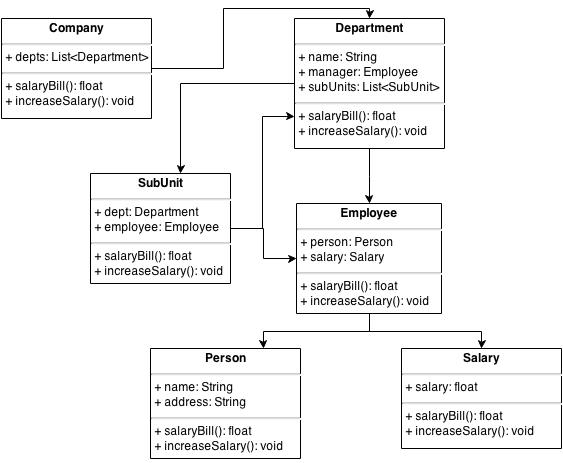 Company
+ depts: List<Department>
+ salaryBill(): float
+ increaseSalary(): void
Department
+ name: String
+ manager: Employee
+ subUnits: List<SubUnit>
+ salaryBill(): float
+ increaseSalary(): void
SubUnit
+ dept: Department
+ employee: Employee
+ salaryBill(): float
+ increaseSalary(): void
Employee
+ person: Person
+ salary: Salary
+ salaryBill(): float
+ increaseSalary(): void
Person
+ name: String
+ address: String
+ salaryBill(): float
+ increaseSalary(): void
Salary
+ salary: float
+ salaryBill(): float
+ increaseSalary(): void